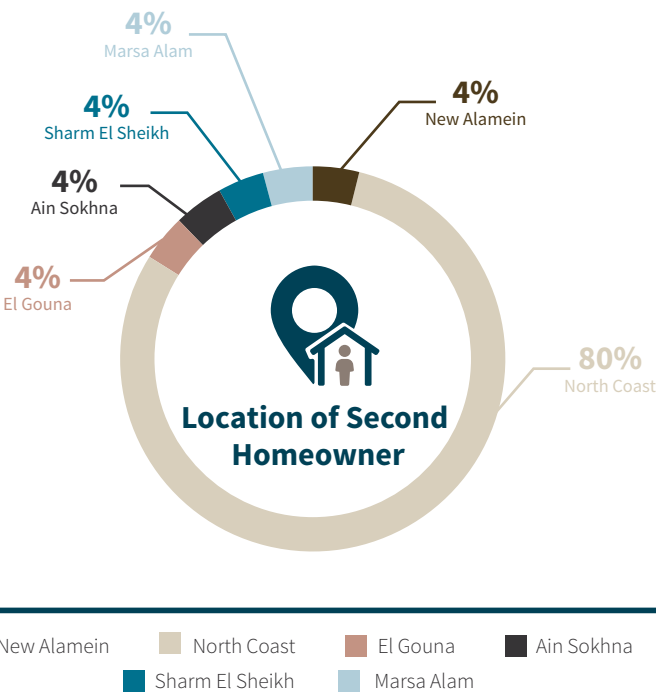 4%
Marsa Alam
4%
New Alamein
4%
Sharm El Sheikh
4%
Ain Sokhna
4%
El Gouna
80%
North Coast
Location of Second
Homeowner
New Alamein North Coast El Gouna Ain Sokhna
Sharm El Sheikh Marsa Alam